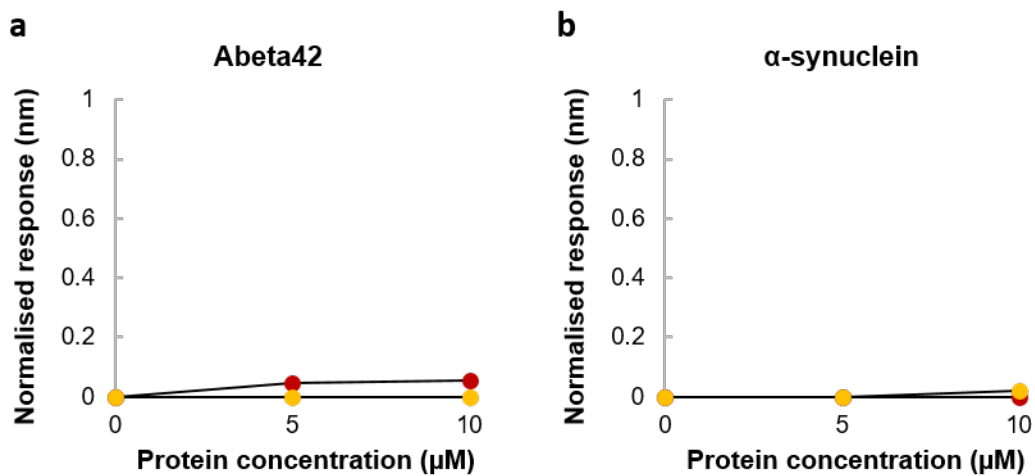 a
Abeta42
Normalised response (nm)
1
0.8
0.6
0.4
0.2
0
0
5
10
Protein concentration (µM)
b
α-synuclein
Normalised response (nm)
1
0.8
0.6
0.4
0.2
0
0
5
10
Protein concentration (µM)